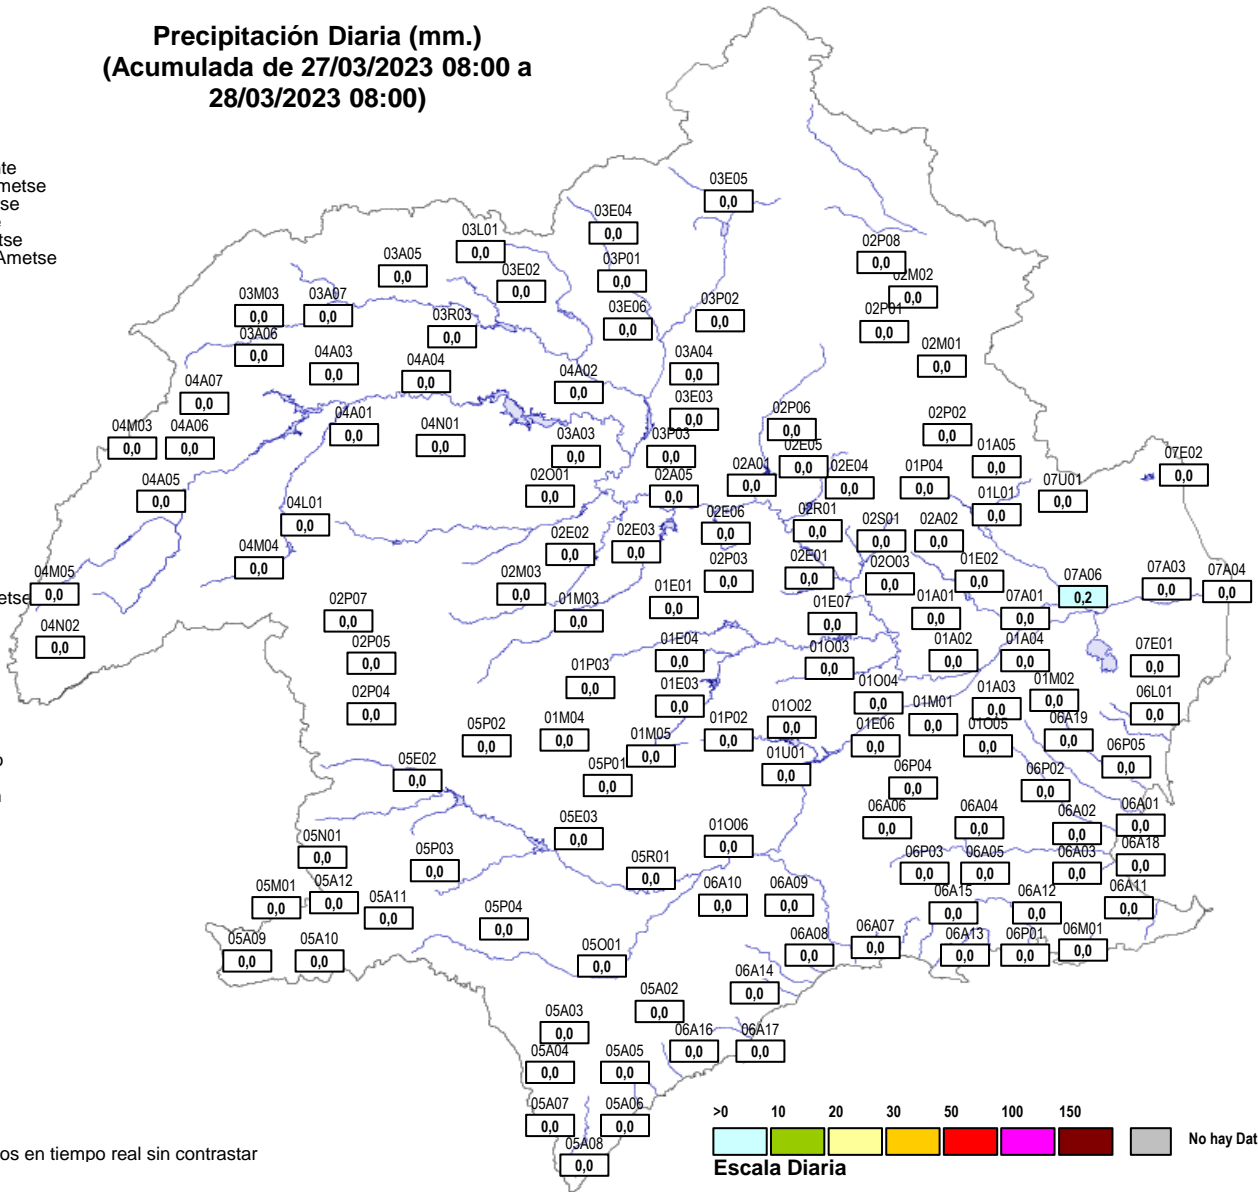 Precipitación Diaria (mm.)
(Acumulada de 27/03/2023 08:00 a
28/03/2023 08:00)
nte
Ametse
tse
e
etse
Ametse
03E05
0,0
03E04
0,0
03L01
0,0
03A05
0,0
03E02
0,0
03P01
0,0
02P08
0,0
02M02
0,0
03M03
0,0
03A07
0,0
03R03
0,0
03E06
0,0
03P02
0,0
02P01
0,0
03A06
0,0
04A03
0,0
04A04
0,0
04A02
0,0
03A04
0,0
02M01
0,0
04A07
0,0
03E03
0,0
04M03
0,0
04A06
0,0
04A01
0,0
04N01
0,0
03A03
0,0
03P03
0,0
02P06
0,0
02P02
0,0
02E05
0,0
01A05
0,0
07E02
0,0
04A05
0,0
02O01
0,0
02A05
0,0
02A01
0,0
02E04
0,0
01P04
0,0
01L01
0,0
07U01
0,0
04L01
0,0
02E06
0,0
02R01
0,0
02S01
0,0
02A02
0,0
04M04
0,0
02E02
0,0
02E03
0,0
04M05
0,0
etse
02M03
0,0
02P03
0,0
02E01
0,0
02O03
0,0
01E02
0,0
07A06
0,2
07A03
0,0
07A04
0,0
04N02
0,0
02P07
0,0
01M03
0,0
01E01
0,0
01E07
0,0
01A01
0,0
07A01
0,0
02P05
0,0
01E04
0,0
01O03
0,0
01A02
0,0
01A04
0,0
07E01
0,0
02P04
0,0
01P03
0,0
01E03
0,0
01O04
0,0
01A03
0,0
01M02
0,0
06L01
0,0
05P02
0,0
01M04
0,0
01M05
0,0
01P02
0,0
01O02
0,0
01E06
0,0
01M01
0,0
01O05
0,0
06A19
0,0
05E02
0,0
05P01
0,0
01U01
0,0
06P04
0,0
06P02
0,0
06P05
0,0
05E03
0,0
01O06
0,0
06A06
0,0
06A04
0,0
06A02
0,0
06A01
0,0
05N01
0,0
05P03
0,0
05R01
0,0
06P03
0,0
06A05
0,0
06A03
0,0
06A18
0,0
05M01
0,0
05A12
0,0
05A11
0,0
05P04
0,0
06A10
0,0
06A09
0,0
06A15
0,0
06A12
0,0
06A11
0,0
05A09
0,0
05A10
0,0
05O01
0,0
06A08
0,0
06A07
0,0
06A13
0,0
06P01
0,0
06M01
0,0
05A02
0,0
06A14
0,0
05A03
0,0
06A16
0,0
06A17
0,0
05A04
0,0
05A05
0,0
05A07
0,0
05A06
0,0
05A08
0,0
os en tiempo real sin contrastar
>0 10 20 30 50 100 150
No hay Dat
Escala Diaria